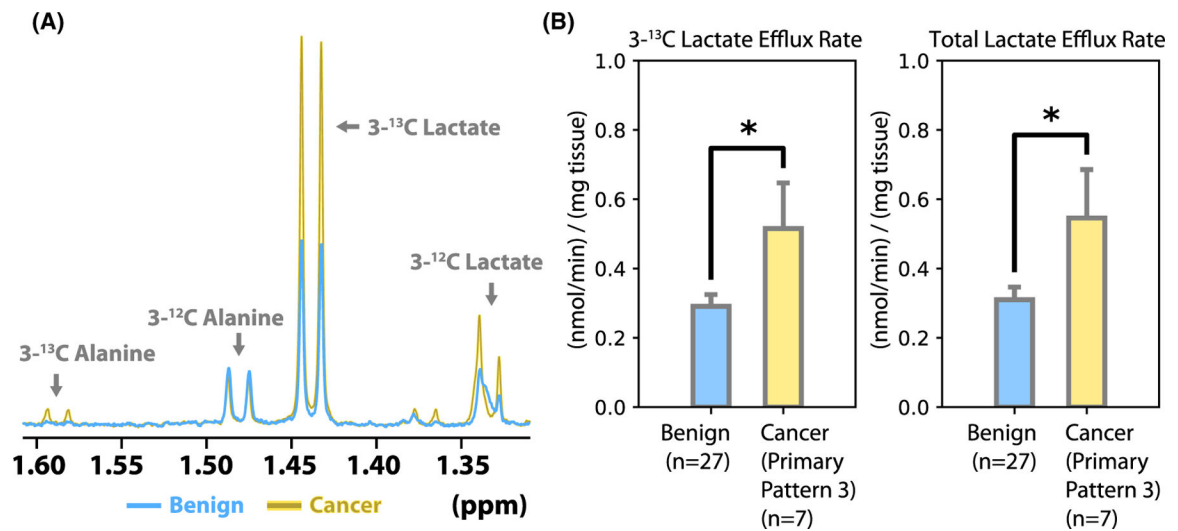 (A)
3-¹³C Lactate
3-¹²C Lactate
3-¹²C Alanine
3-¹³C Alanine
1.60 1.55 1.50 1.45 1.40 1.35
Benign Cancer (ppm)
(B)
3-¹³C Lactate Efflux Rate
(nmol/min) / (mg tissue)
1.0
0.8
0.6
0.4
0.2
0.0
*
Benign
(n=27)
Cancer
(Primary
Pattern 3)
(n=7)
Total Lactate Efflux Rate
(nmol/min) / (mg tissue)
1.0
0.8
0.6
0.4
0.2
0.0
*
Benign
(n=27)
Cancer
(Primary
Pattern 3)
(n=7)